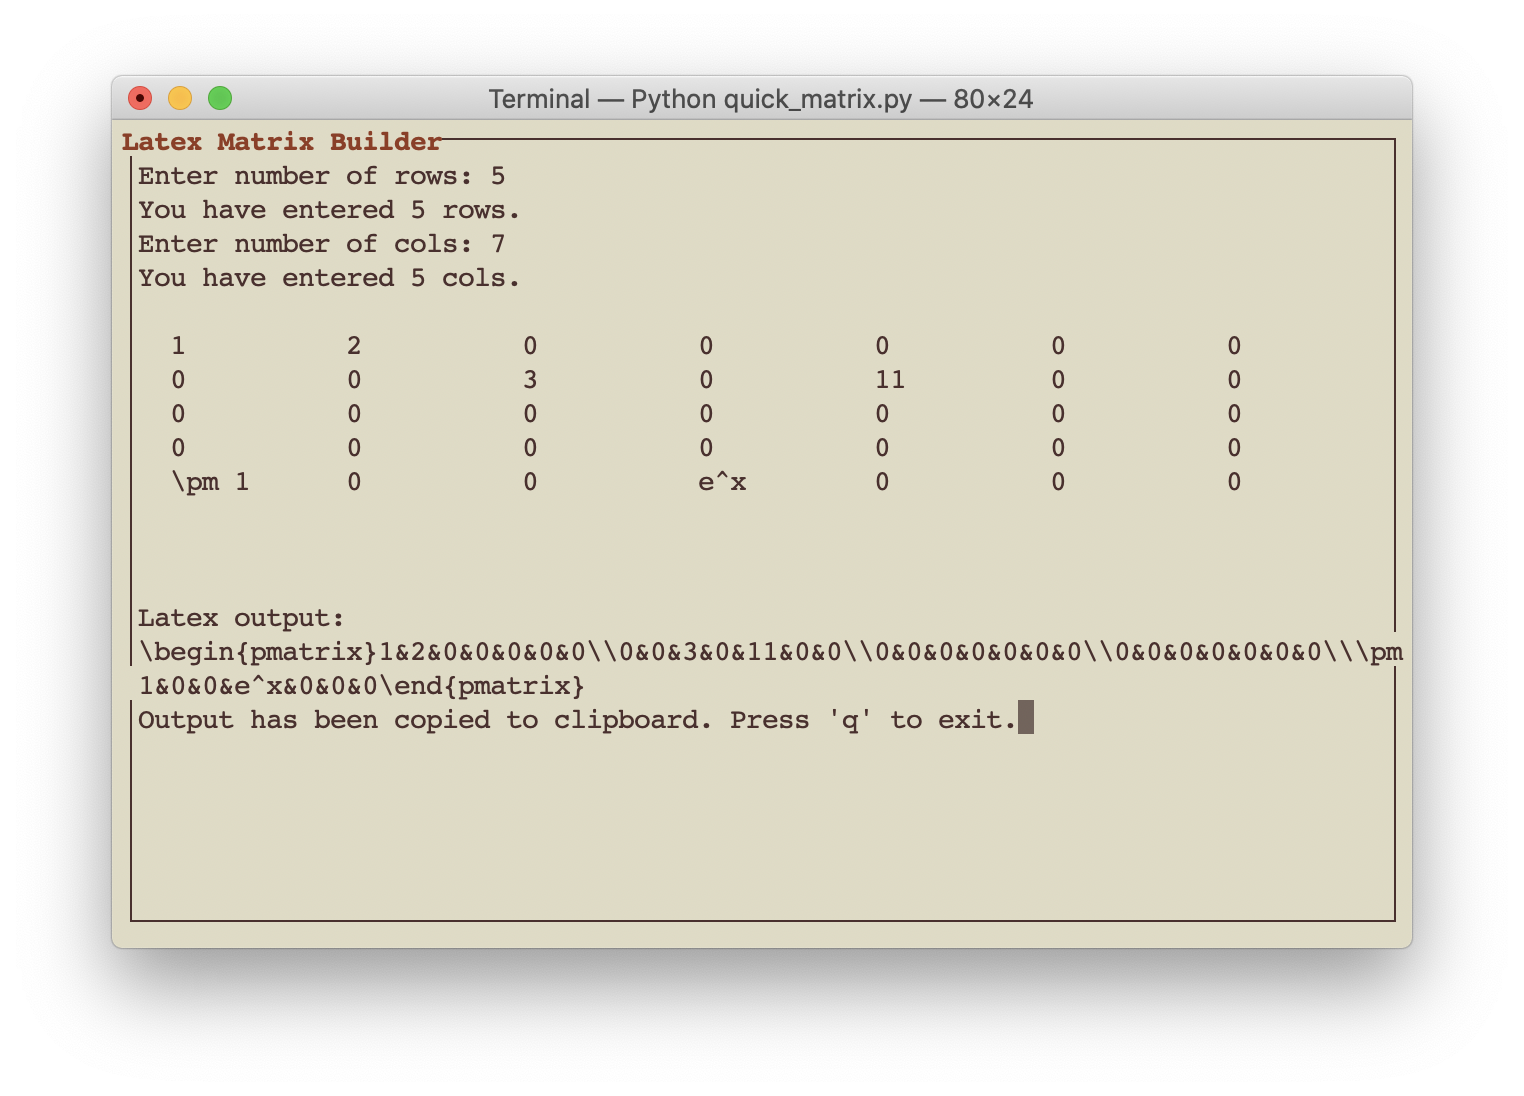 Terminal — Python quick_matrix.py — 80×24
Latex Matrix Builder
Enter number of rows: 5
You have entered 5 rows.
Enter number of cols: 7
You have entered 5 cols.
1 2 0 0 0 0 0
0 0 3 0 11 0 0
0 0 0 0 0 0 0
0 0 0 0 0 0 0
\pm 1 0 0 e^x 0 0 0
Latex output:
\begin{pmatrix}1&2&0&0&0&0&0\\0&0&3&0&11&0&0\\0&0&0&0&0&0&0\\0&0&0&0&0&0&0\\\pm
1&0&0&e^x&0&0&0\end{pmatrix}
Output has been copied to clipboard. Press 'q' to exit.